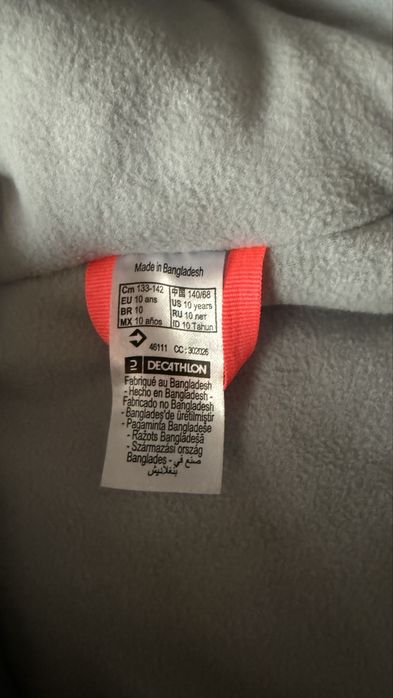 Made in Bangladesh
Cm 133-142 中国 140/68
EU 10 ans US 10 years
BR 10 RU 10 лет
MX 10 años ID 10 Tahun
46111 CC : 302026
DECATHLON
Fabriqué au Bangladesh
- Hecho en Bangladesh -
Fabricado no Bangladesh
- Bangladeş'de üretilmiştir
- Pagaminta Bangladeše
- Ražots Bangladešā
- Származási ország
Banglades - صنع في
بنغلاديش